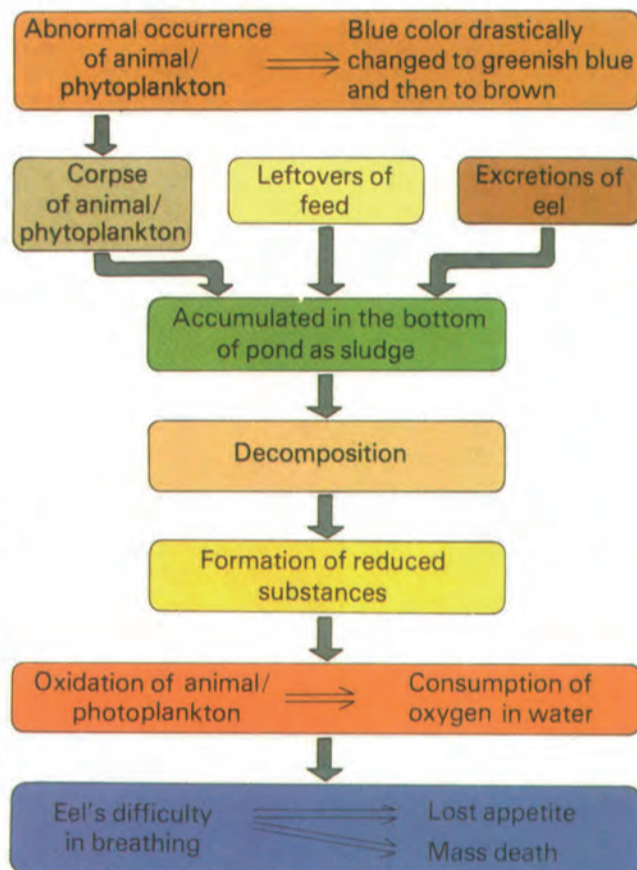 Abnormal occurrence
of animal/
phytoplankton
Blue color drastically
changed to greenish blue
and then to brown
Corpse
of animal/
phytoplankton
Leftovers of
feed
Excretions of
eel
Accumulated in the bottom
of pond as sludge
Decomposition
Formation of reduced
substances
Oxidation of animal/
photoplankton
Consumption of
oxygen in water
Eel's difficulty
in breathing
Lost appetite
Mass death